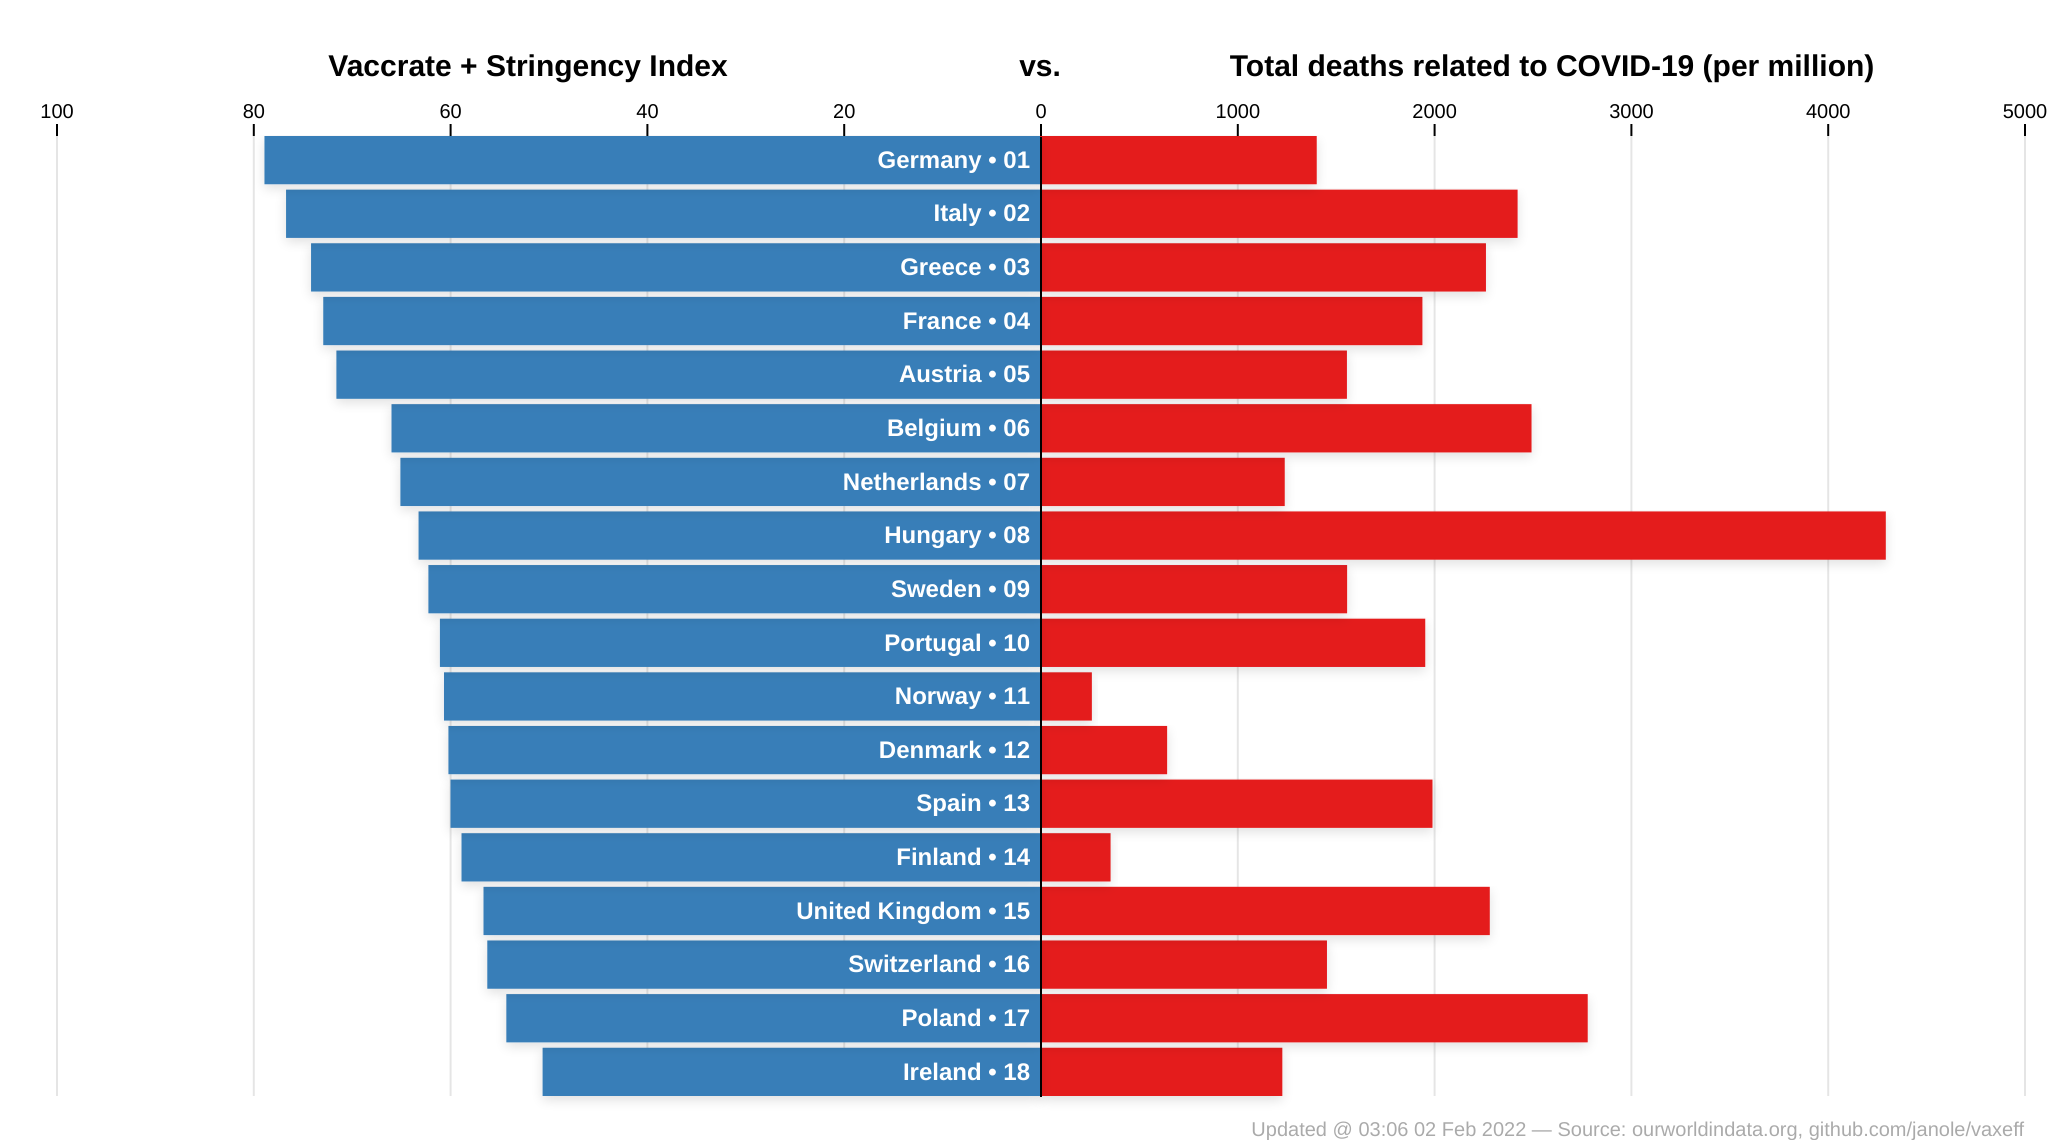 Vaccrate + Stringency Index vs. Total deaths related to COVID-19 (per million)
100 80 60 40 20 0 1000 2000 3000 4000 5000
Germany • 01
Italy • 02
Greece • 03
France • 04
Austria • 05
Belgium • 06
Netherlands • 07
Hungary • 08
Sweden • 09
Portugal • 10
Norway • 11
Denmark • 12
Spain • 13
Finland • 14
United Kingdom • 15
Switzerland • 16
Poland • 17
Ireland • 18
Updated @ 03:06 02 Feb 2022 — Source: ourworldindata.org, github.com/janole/vaxeff